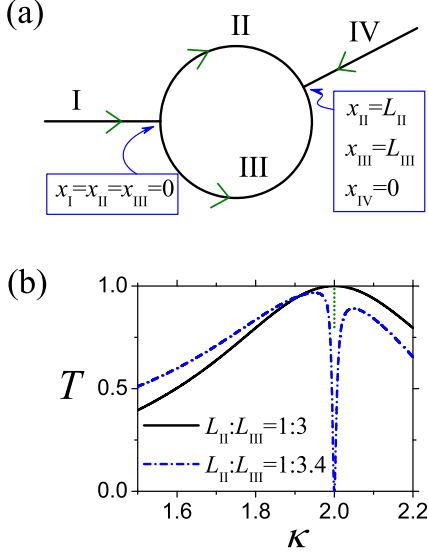 (a)
II
IV
I
III
x_I=x_II=x_III=0
x_II=L_II
x_III=L_III
x_IV=0
(b)
1.0
0.5
0.0
T
L_II:L_III=1:3
L_II:L_III=1:3.4
1.6 1.8 2.0 2.2
κ